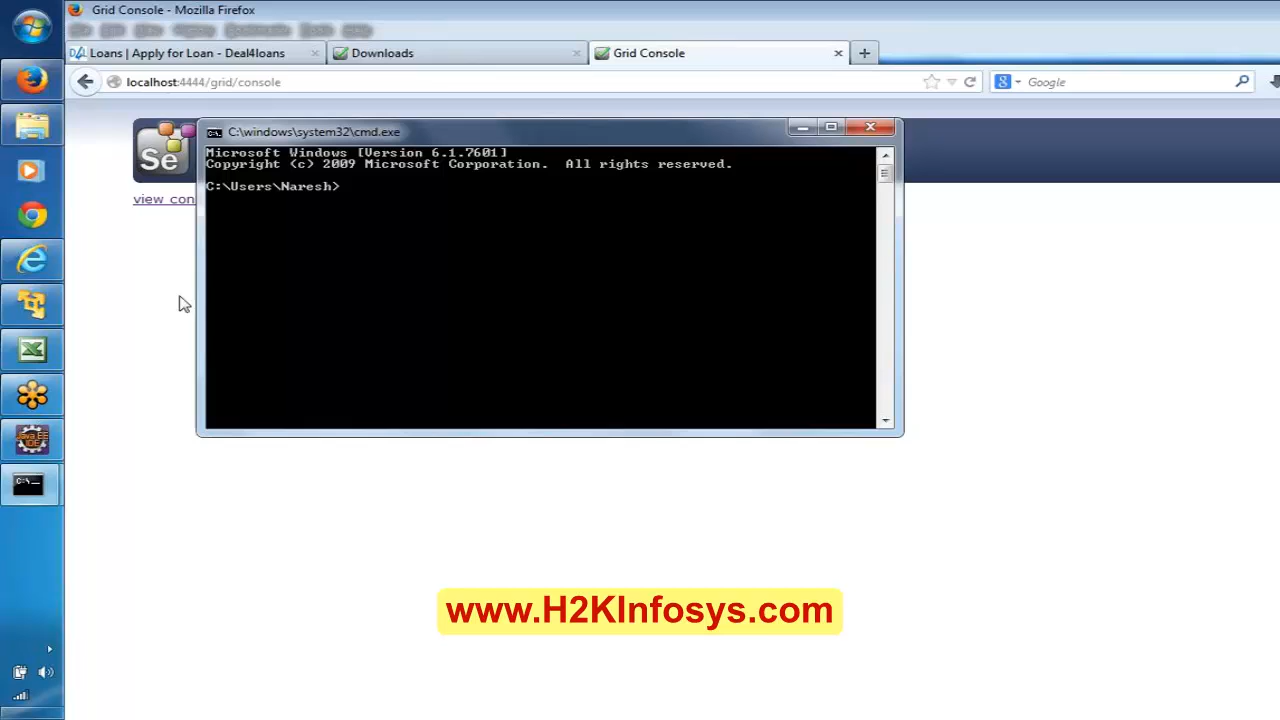 Grid Console - Mozilla Firefox
Loans | Apply for Loan - Deal4loans
Downloads
Grid Console
localhost:4444/grid/console
Google
Se
C:\windows\system32\cmd.exe
Microsoft Windows [Version 6.1.7601]
Copyright (c) 2009 Microsoft Corporation. All rights reserved.
view con
C:\Users\Naresh>
www.H2KInfosys.com